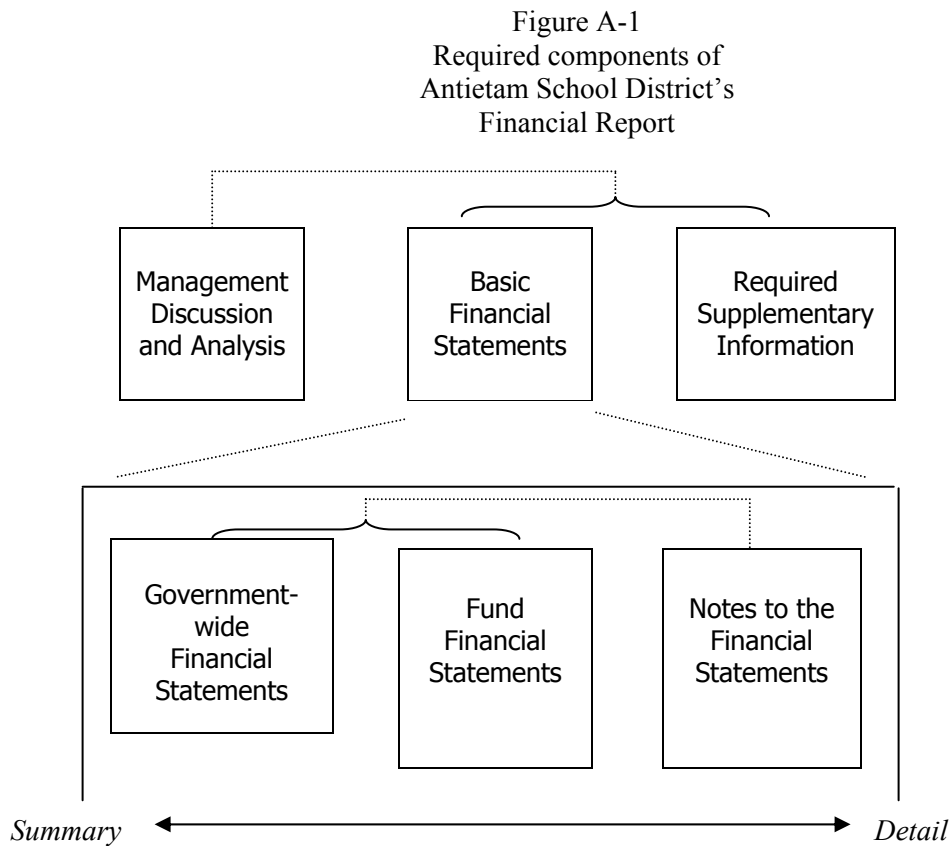 Figure A-1
Required components of
Antietam School District’s
Financial Report
Management
Discussion
and Analysis
Basic
Financial
Statements
Required
Supplementary
Information
Government-
wide
Financial
Statements
Fund
Financial
Statements
Notes to the
Financial
Statements
Summary
Detail